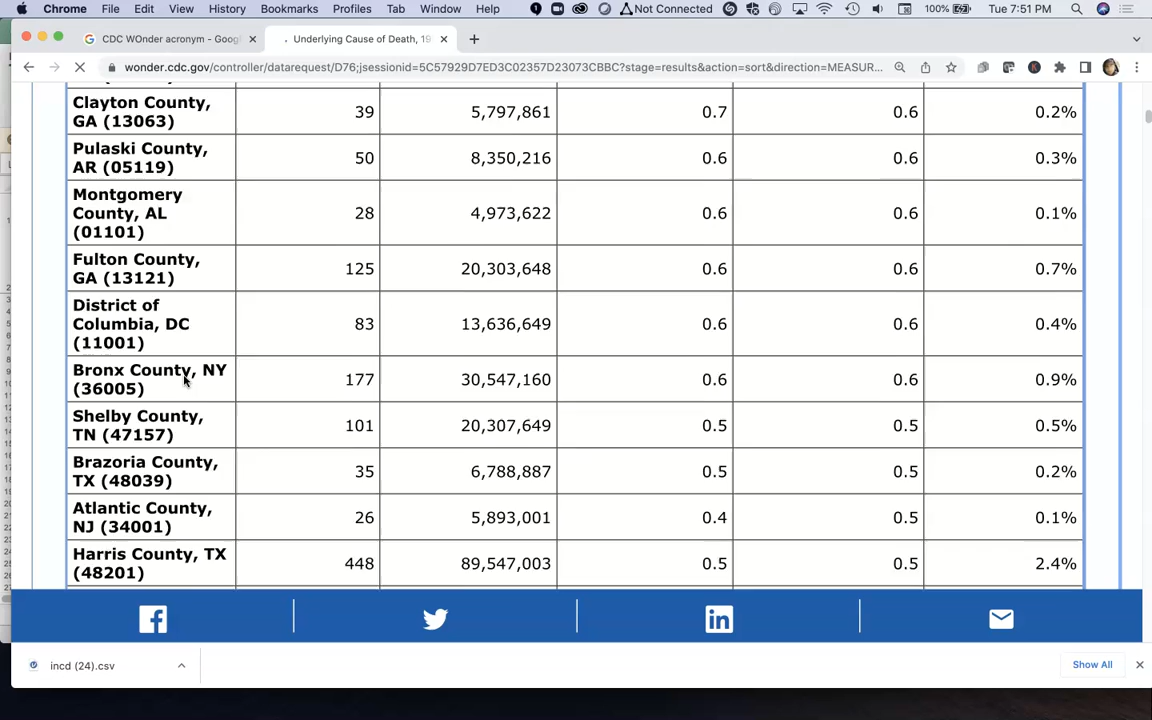 Chrome File Edit View History Bookmarks Profiles Tab Window Help Not Connected 100% Tue 7:51 PM
CDC WOnder acronym - Goog
Underlying Cause of Death, 19
wonder.cdc.gov/controller/datarequest/D76;jsessionid=5C57929D7ED3C02357D23073CBBC?stage=results&action=sort&direction=MEASUR...
Clayton County, GA (13063) 39 5,797,861 0.7 0.6 0.2%
Pulaski County, AR (05119) 50 8,350,216 0.6 0.6 0.3%
Montgomery County, AL (01101) 28 4,973,622 0.6 0.6 0.1%
Fulton County, GA (13121) 125 20,303,648 0.6 0.6 0.7%
District of Columbia, DC (11001) 83 13,636,649 0.6 0.6 0.4%
Bronx County, NY (36005) 177 30,547,160 0.6 0.6 0.9%
Shelby County, TN (47157) 101 20,307,649 0.5 0.5 0.5%
Brazoria County, TX (48039) 35 6,788,887 0.5 0.5 0.2%
Atlantic County, NJ (34001) 26 5,893,001 0.4 0.5 0.1%
Harris County, TX (48201) 448 89,547,003 0.5 0.5 2.4%
incd (24).csv
Show All